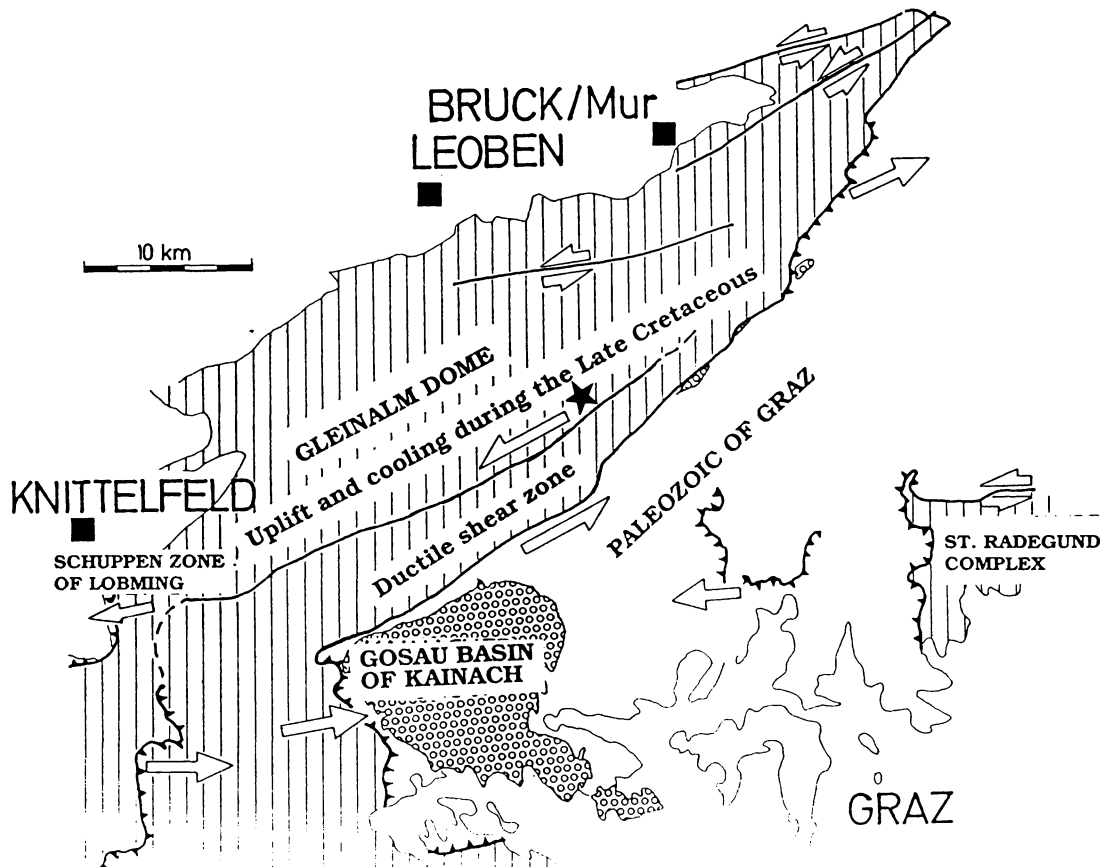 BRUCK/Mur
LEOBEN
10 km
GLEINALM DOME
Uplift and cooling during the Late Cretaceous
Ductile shear zone
PALEOZOIC OF GRAZ
KNITTELFELD
SCHUPPEN ZONE
OF LOBMING
ST. RADEGUND
COMPLEX
GOSAU BASIN
OF KAINACH
GRAZ